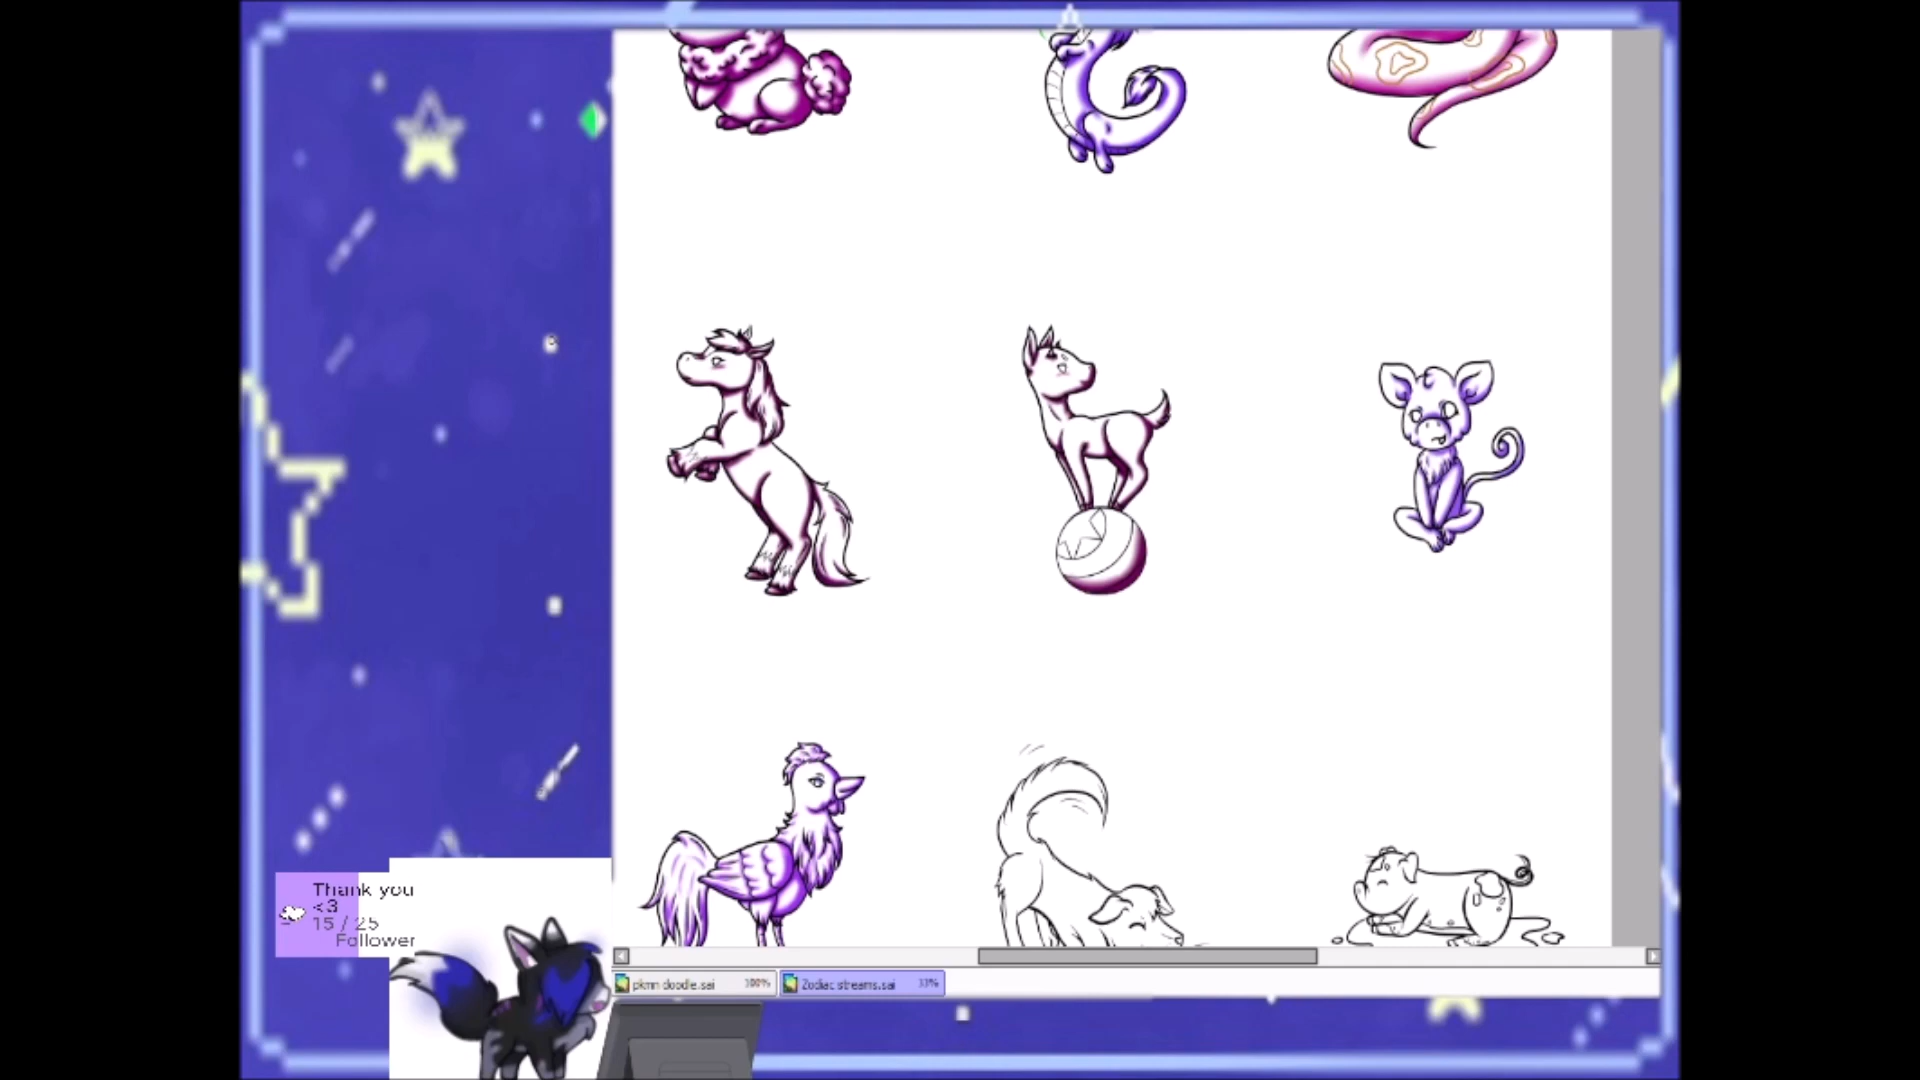 Thank you
<3
15 / 25
Follower
pkmn doodle.sai 100%
Zodiac streams.sai 33%